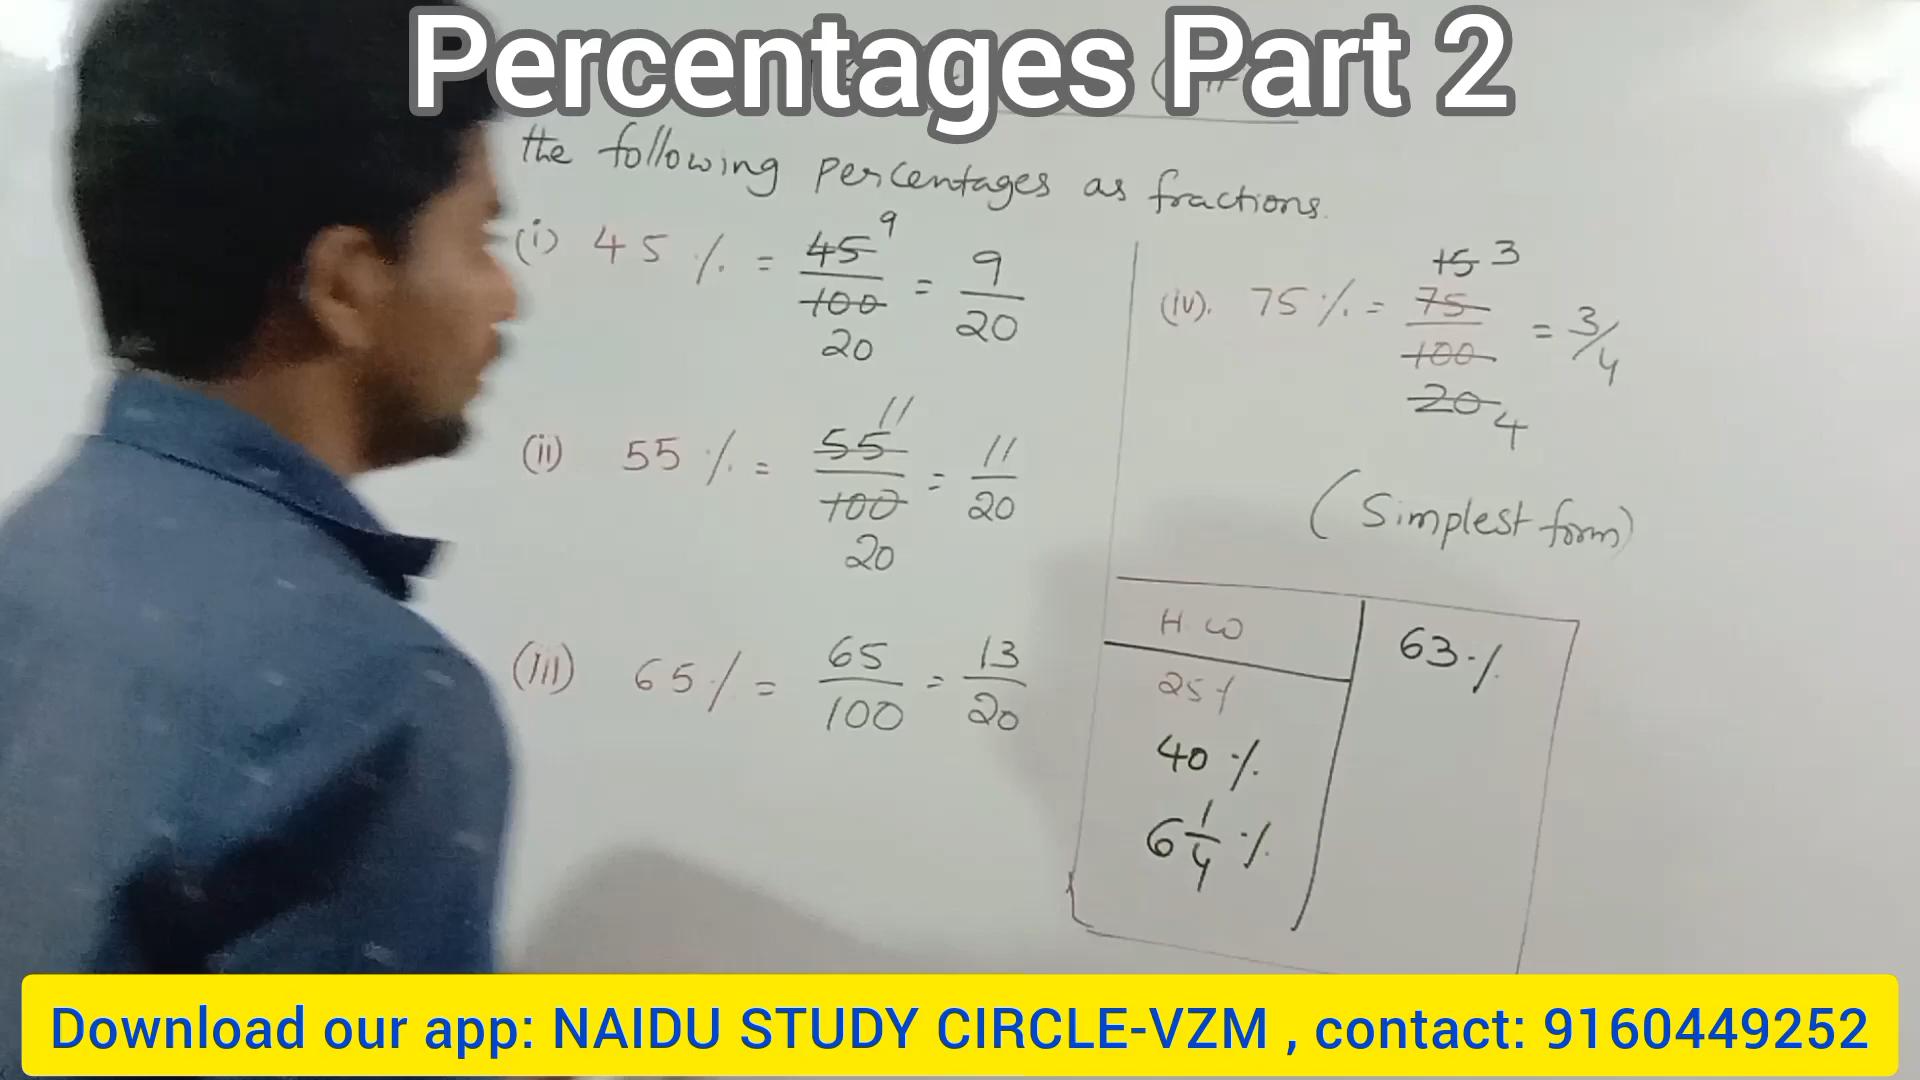 Percentages Part 2
the following percentages as fractions.
(i) 45 % = 45/100 9 20 = 9/20
(ii) 55 % = 55/100 11 20 = 11/20
(iii) 65 % = 65/100 = 13/20
(iv). 75 % = 75/100 15 3 20 4 = 3/4
(Simplest form)
H.W
25 %
40 %
6 1/4 %
63 %
Download our app: NAIDU STUDY CIRCLE-VZM , contact: 9160449252